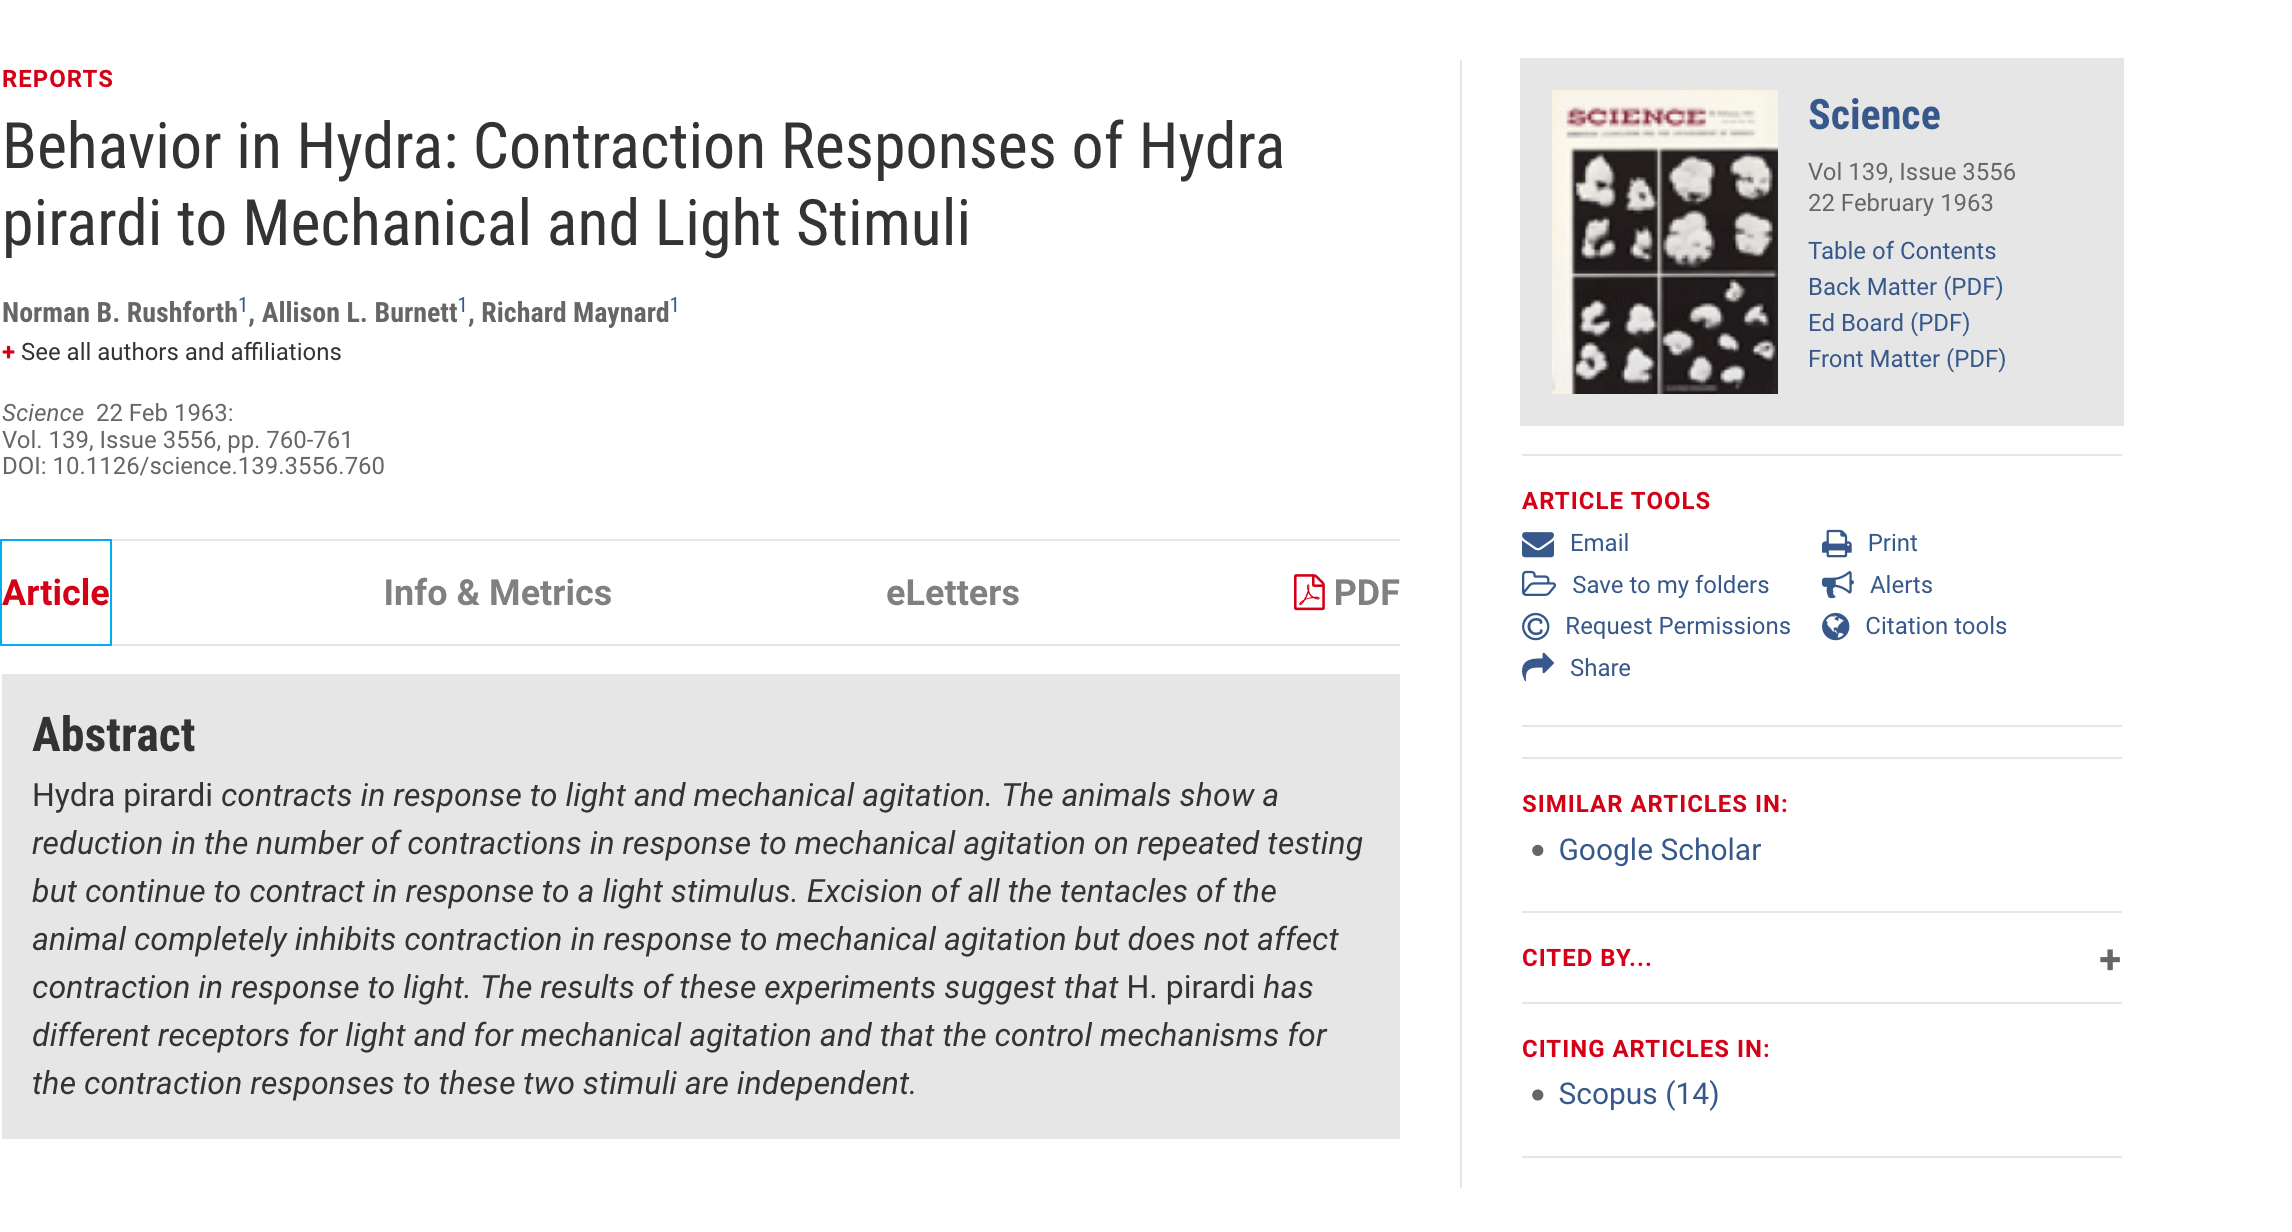 REPORTS
Behavior in Hydra: Contraction Responses of Hydra
pirardi to Mechanical and Light Stimuli
Norman B. Rushforth1, Allison L. Burnett1, Richard Maynard1
+ See all authors and affiliations
Science 22 Feb 1963:
Vol. 139, Issue 3556, pp. 760-761
DOI: 10.1126/science.139.3556.760
Article
Info & Metrics
eLetters
PDF
Abstract
Hydra pirardi contracts in response to light and mechanical agitation. The animals show a
reduction in the number of contractions in response to mechanical agitation on repeated testing
but continue to contract in response to a light stimulus. Excision of all the tentacles of the
animal completely inhibits contraction in response to mechanical agitation but does not affect
contraction in response to light. The results of these experiments suggest that H. pirardi has
different receptors for light and for mechanical agitation and that the control mechanisms for
the contraction responses to these two stimuli are independent.
SCIENCE
Science
Vol 139, Issue 3556
22 February 1963
Table of Contents
Back Matter (PDF)
Ed Board (PDF)
Front Matter (PDF)
ARTICLE TOOLS
Email
Print
Save to my folders
Alerts
© Request Permissions
Citation tools
Share
SIMILAR ARTICLES IN:
• Google Scholar
CITED BY...
+
CITING ARTICLES IN:
• Scopus (14)